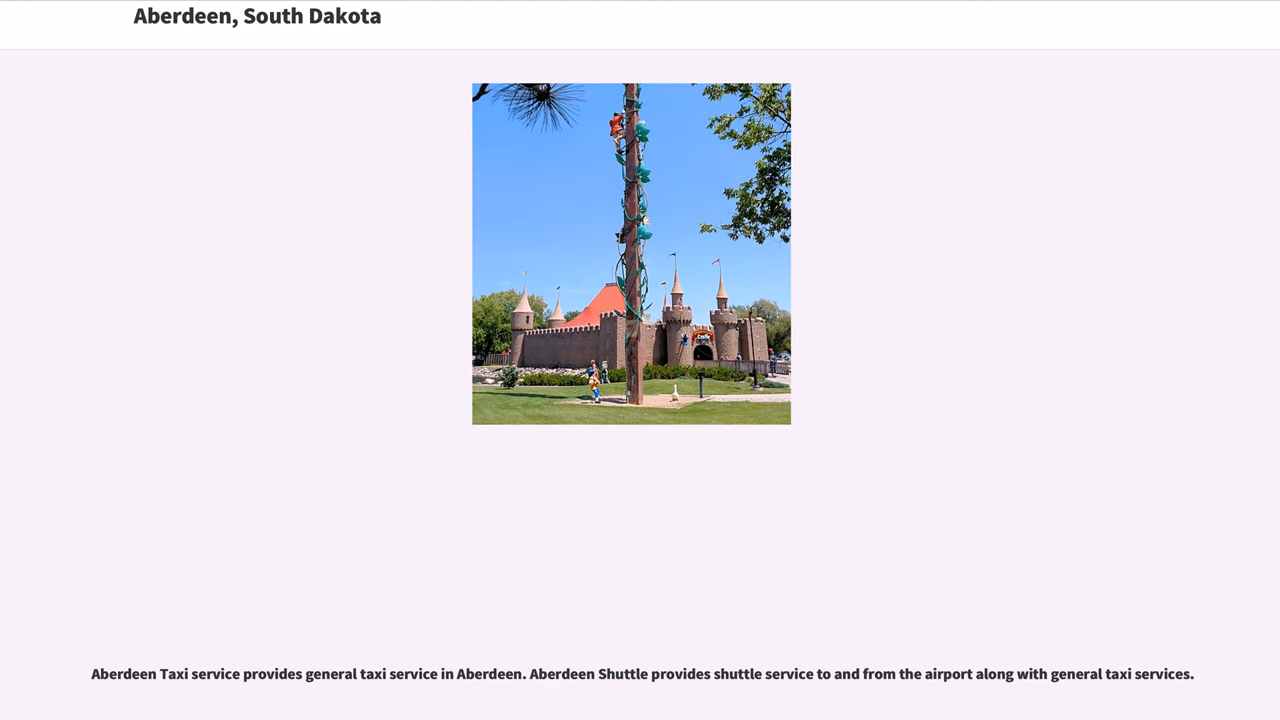 Aberdeen, South Dakota
Aberdeen Taxi service provides general taxi service in Aberdeen. Aberdeen Shuttle provides shuttle service to and from the airport along with general taxi services.